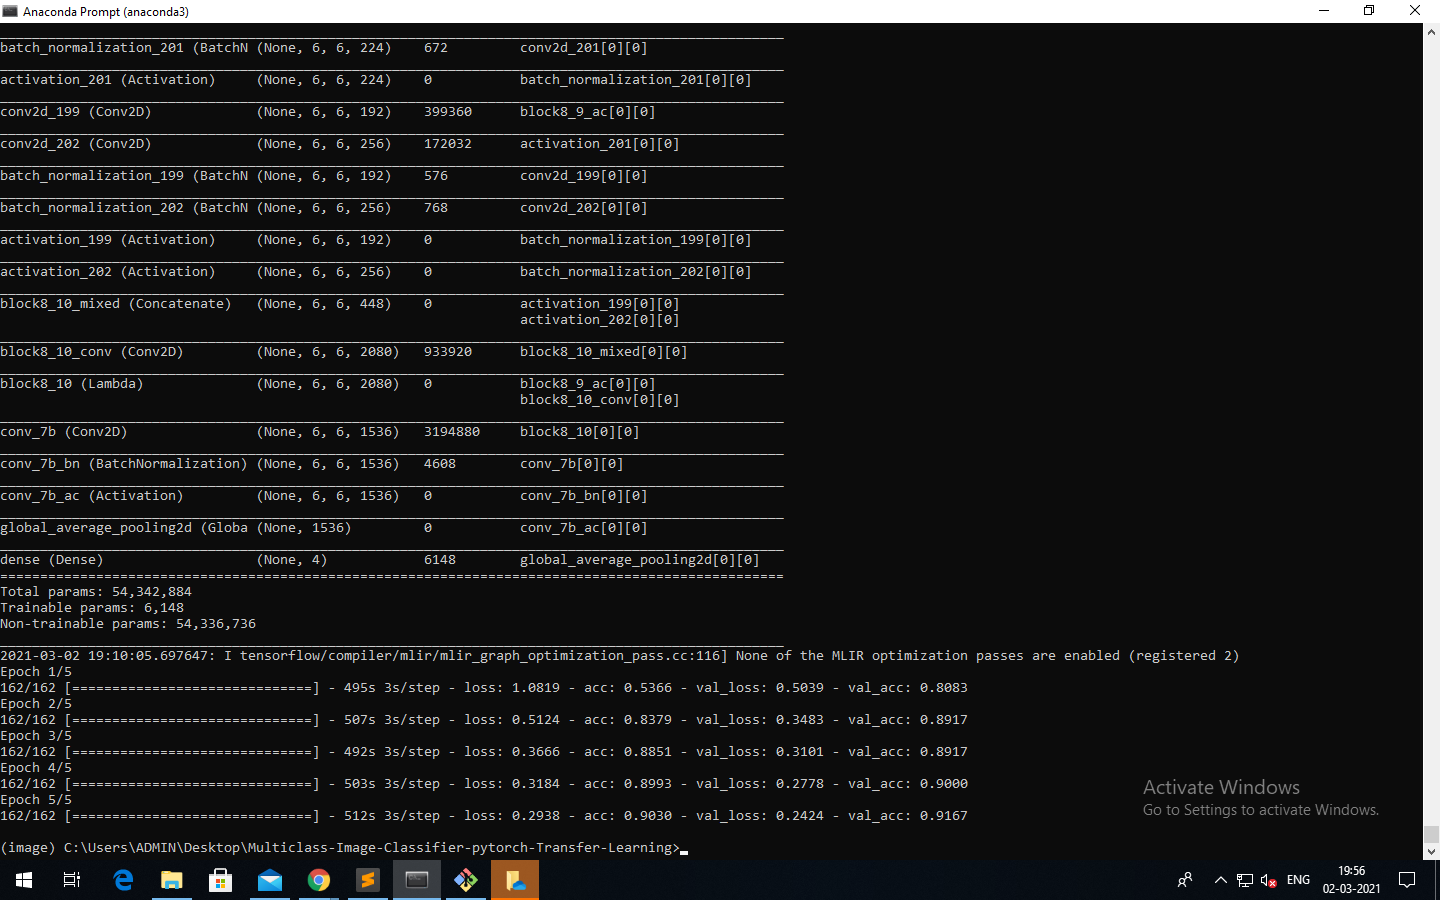 Anaconda Prompt (anaconda3)
batch_normalization_201 (BatchN (None, 6, 6, 224) 672 conv2d_201[0][0]
activation_201 (Activation) (None, 6, 6, 224) 0 batch_normalization_201[0][0]
conv2d_199 (Conv2D) (None, 6, 6, 192) 399360 block8_9_ac[0][0]
conv2d_202 (Conv2D) (None, 6, 6, 256) 172032 activation_201[0][0]
batch_normalization_199 (BatchN (None, 6, 6, 192) 576 conv2d_199[0][0]
batch_normalization_202 (BatchN (None, 6, 6, 256) 768 conv2d_202[0][0]
activation_199 (Activation) (None, 6, 6, 192) 0 batch_normalization_199[0][0]
activation_202 (Activation) (None, 6, 6, 256) 0 batch_normalization_202[0][0]
block8_10_mixed (Concatenate) (None, 6, 6, 448) 0 activation_199[0][0]
activation_202[0][0]
block8_10_conv (Conv2D) (None, 6, 6, 2080) 933920 block8_10_mixed[0][0]
block8_10 (Lambda) (None, 6, 6, 2080) 0 block8_9_ac[0][0]
block8_10_conv[0][0]
conv_7b (Conv2D) (None, 6, 6, 1536) 3194880 block8_10[0][0]
conv_7b_bn (BatchNormalization) (None, 6, 6, 1536) 4608 conv_7b[0][0]
conv_7b_ac (Activation) (None, 6, 6, 1536) 0 conv_7b_bn[0][0]
global_average_pooling2d (Globa (None, 1536) 0 conv_7b_ac[0][0]
dense (Dense) (None, 4) 6148 global_average_pooling2d[0][0]
==================================================================================================
Total params: 54,342,884
Trainable params: 6,148
Non-trainable params: 54,336,736
2021-03-02 19:10:05.697647: I tensorflow/compiler/mlir/mlir_graph_optimization_pass.cc:116] None of the MLIR optimization passes are enabled (registered 2)
Epoch 1/5
162/162 [==============================] - 495s 3s/step - loss: 1.0819 - acc: 0.5366 - val_loss: 0.5039 - val_acc: 0.8083
Epoch 2/5
162/162 [==============================] - 507s 3s/step - loss: 0.5124 - acc: 0.8379 - val_loss: 0.3483 - val_acc: 0.8917
Epoch 3/5
162/162 [==============================] - 492s 3s/step - loss: 0.3666 - acc: 0.8851 - val_loss: 0.3101 - val_acc: 0.8917
Epoch 4/5
162/162 [==============================] - 503s 3s/step - loss: 0.3184 - acc: 0.8993 - val_loss: 0.2778 - val_acc: 0.9000
Epoch 5/5
162/162 [==============================] - 512s 3s/step - loss: 0.2938 - acc: 0.9030 - val_loss: 0.2424 - val_acc: 0.9167
(image) C:\Users\ADMIN\Desktop\Multiclass-Image-Classifier-pytorch-Transfer-Learning>
Activate Windows
Go to Settings to activate Windows.
ENG
19:56
02-03-2021